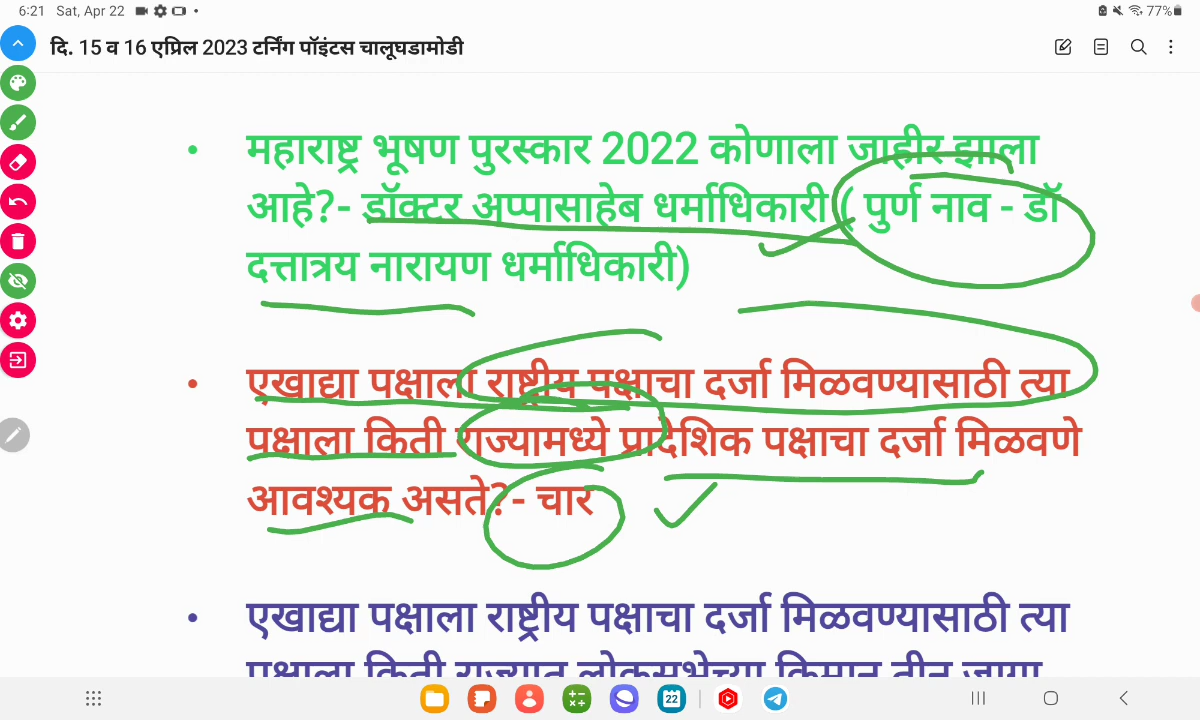 6:21 Sat, Apr 22
77%
दि. 15 व 16 एप्रिल 2023 टर्निंग पॉइंटस चालूघडामोडी
• महाराष्ट्र भूषण पुरस्कार 2022 कोणाला जाहीर झाला
आहे?- डॉक्टर अप्पासाहेब धर्माधिकारी ( पुर्ण नाव - डॉ
दत्तात्रय नारायण धर्माधिकारी)
• एखाद्या पक्षाला राष्ट्रीय पक्षाचा दर्जा मिळवण्यासाठी त्या
पक्षाला किती राज्यामध्ये प्रादेशिक पक्षाचा दर्जा मिळवणे
आवश्यक असते?- चार
• एखाद्या पक्षाला राष्ट्रीय पक्षाचा दर्जा मिळवण्यासाठी त्या
पक्षाला किती राज्यात लोकसभेच्या किमान तीन जागा
22